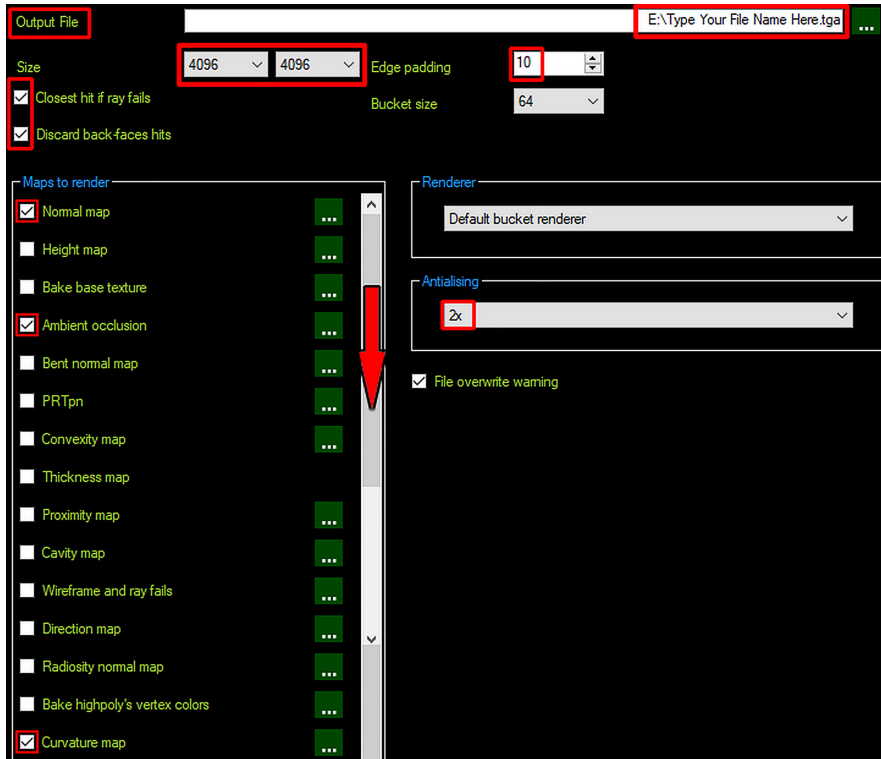 Output File
E:\Type Your File Name Here.tga
...
Size
4096
4096
Edge padding
10
Closest hit if ray fails
Bucket size
64
Discard back-faces hits
Maps to render
Renderer
Normal map
...
Default bucket renderer
Height map
...
Bake base texture
...
Antialising
Ambient occlusion
...
2x
Bent normal map
...
File overwrite warning
PRTpn
...
Convexity map
...
Thickness map
Proximity map
...
Cavity map
...
Wireframe and ray fails
...
Direction map
...
Radiosity normal map
...
Bake highpoly's vertex colors
...
Curvature map
...